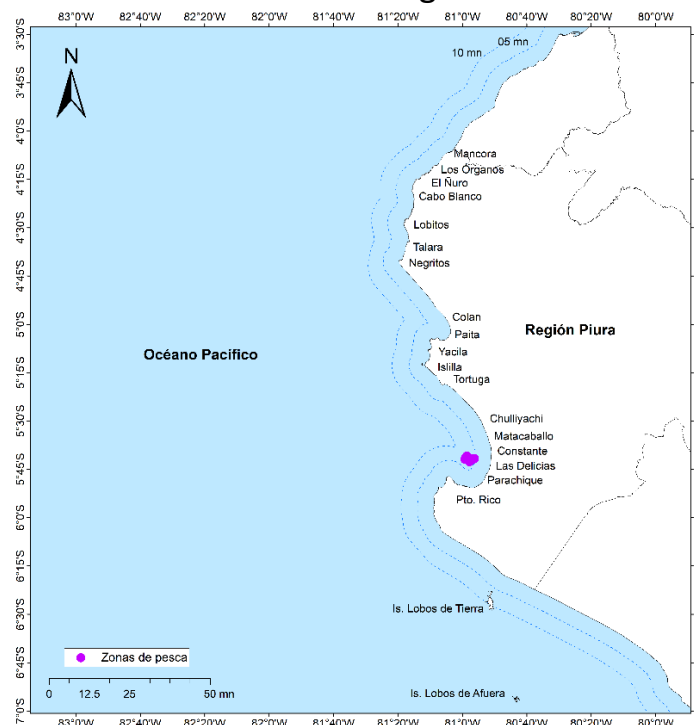 83°0'W 82°40'W 82°20'W 82°0'W 81°40'W 81°20'W 81°0'W 80°40'W 80°20'W 80°0'W
3°30'S
05 mn
10 mn
N
3°45'S
4°0'S
Mancora
Los Órganos
4°15'S
El Ñuro
Cabo Blanco
4°30'S
Lobitos
Talara
Negritos
4°45'S
Colan
5°0'S
Paita
Región Piura
Océano Pacífico
Yacila
5°15'S
Islilla
Tortuga
5°30'S
Chulliyachi
Matacaballo
Constante
5°45'S
Las Delicias
Parachique
Pto. Rico
6°0'S
6°15'S
Is. Lobos de Tierra
6°30'S
6°45'S
Zonas de pesca
0 12.5 25 50 mn
Is. Lobos de Afuera
7°0'S
83°0'W 82°40'W 82°20'W 82°0'W 81°40'W 81°20'W 81°0'W 80°40'W 80°20'W 80°0'W